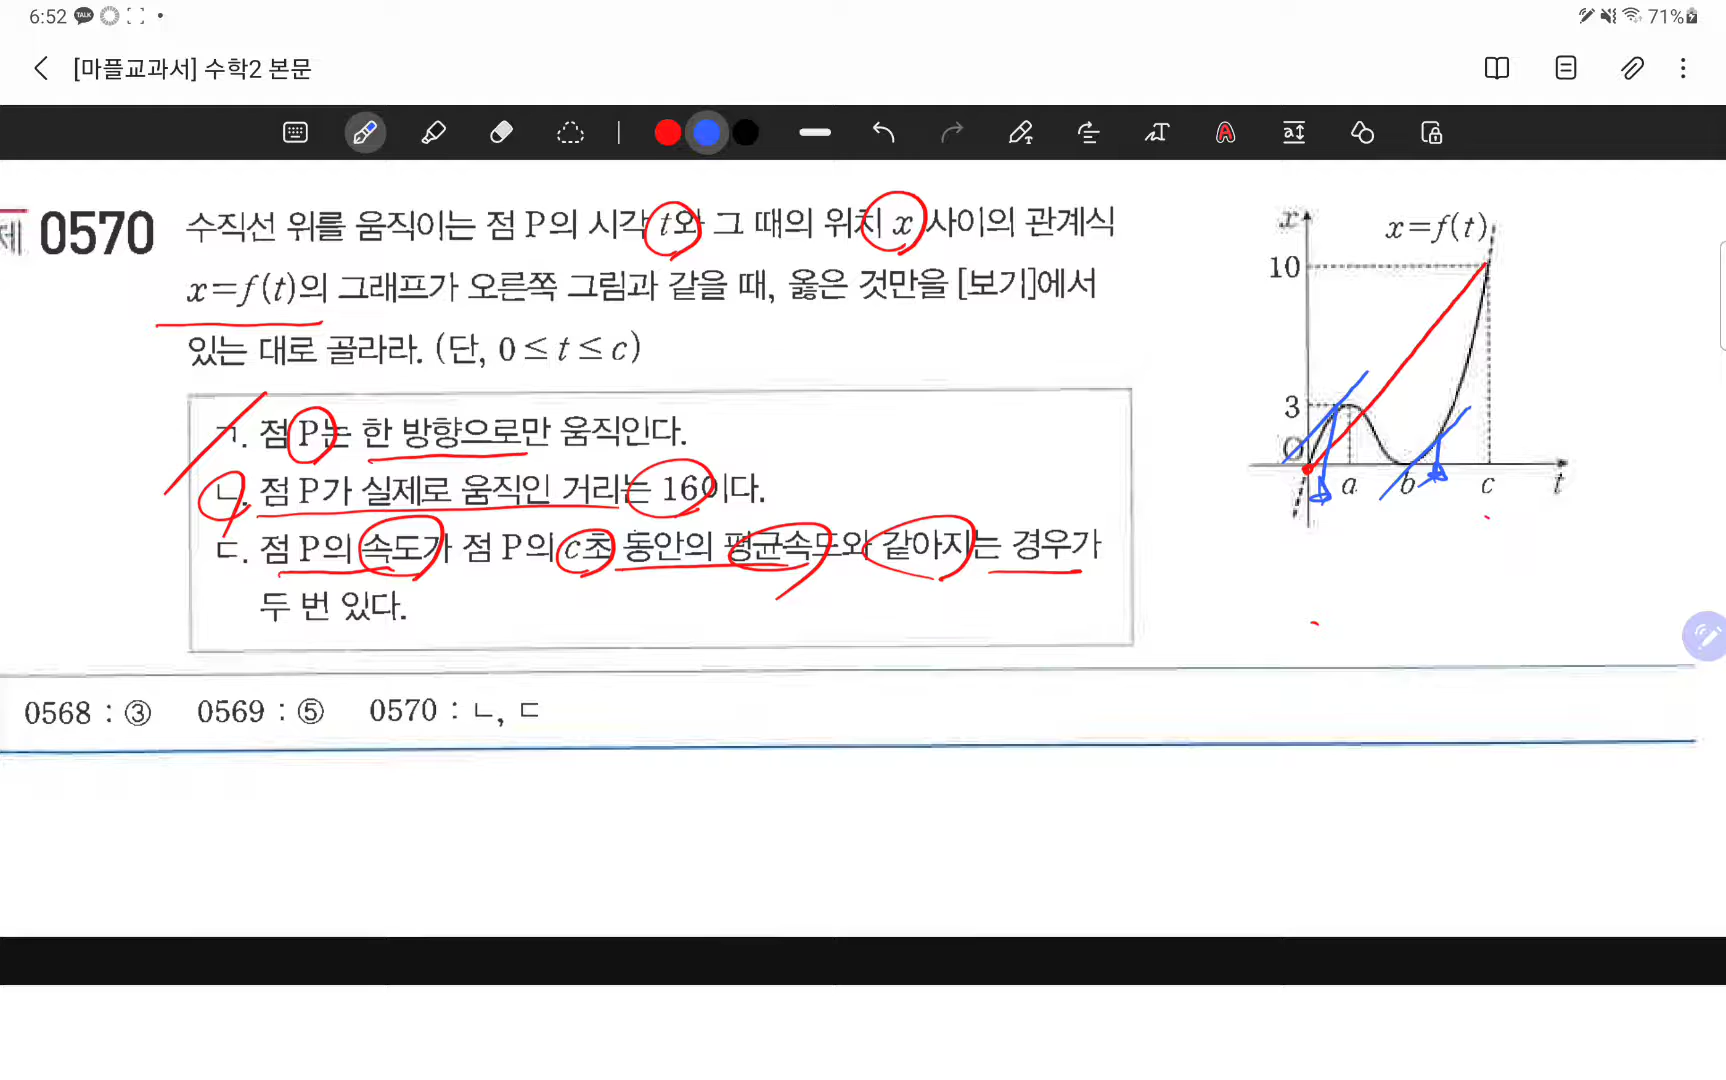 6:52 TALK 71%
[마플교과서] 수학2 본문
제 0570 수직선 위를 움직이는 점 P의 시각 t와 그 때의 위치 x 사이의 관계식
x=f(t)의 그래프가 오른쪽 그림과 같을 때, 옳은 것만을 [보기]에서
있는 대로 골라라. (단, 0≤t≤c)
ㄱ. 점 P는 한 방향으로만 움직인다.
ㄴ. 점 P가 실제로 움직인 거리는 16이다.
ㄷ. 점 P의 속도가 점 P의 c초 동안의 평균속도와 같아지는 경우가
두 번 있다.
x x=f(t)
10
3
O a b c t
0568 : ③ 0569 : ⑤ 0570 : ㄴ, ㄷ